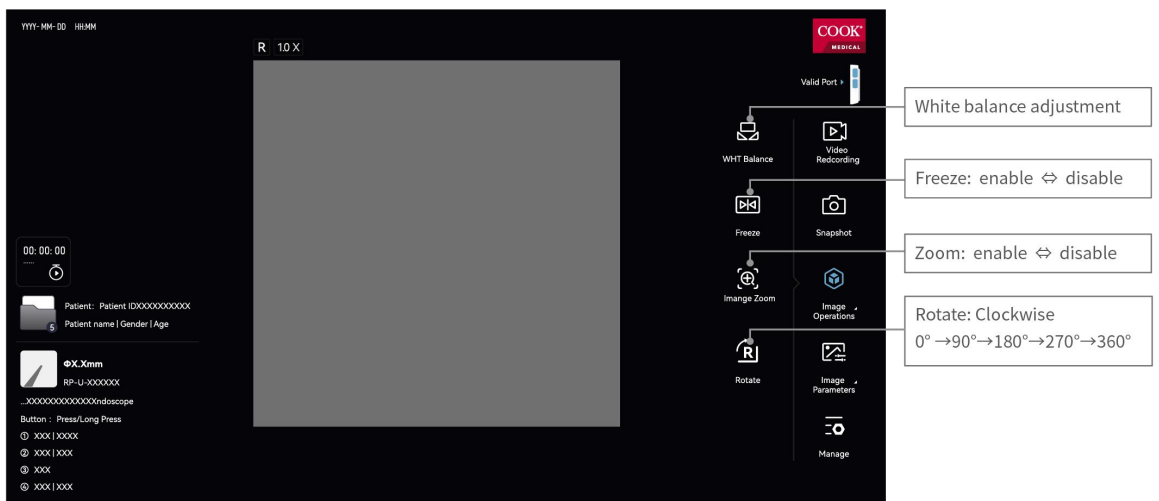 YYYY- MM- DD HH:MM
R 1.0 X
COOK®
MEDICAL
Valid Port
WHT Balance
Video
Redcording
Freeze
Snapshot
Imange Zoom
Image
Operations
R
Rotate
Image
Parameters
Manage
00: 00: 00
......
5
Patient: Patient IDXXXXXXXXXX
Patient name | Gender | Age
ΦX.Xmm
RP-U-XXXXXX
...XXXXXXXXXXXXXndoscope
Button : Press/Long Press
① XXX | XXXX
② XXX | XXX
③ XXX
④ XXX | XXX
White balance adjustment
Freeze: enable ⇔ disable
Zoom: enable ⇔ disable
Rotate: Clockwise
0° →90°→180°→270°→360°